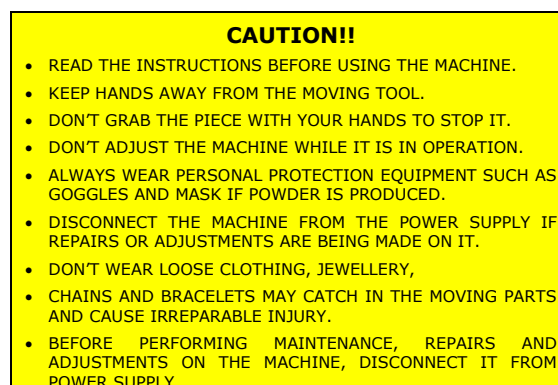 CAUTION!!
• READ THE INSTRUCTIONS BEFORE USING THE MACHINE.
• KEEP HANDS AWAY FROM THE MOVING TOOL.
• DON'T GRAB THE PIECE WITH YOUR HANDS TO STOP IT.
• DON'T ADJUST THE MACHINE WHILE IT IS IN OPERATION.
• ALWAYS WEAR PERSONAL PROTECTION EQUIPMENT SUCH AS
GOGGLES AND MASK IF POWDER IS PRODUCED.
• DISCONNECT THE MACHINE FROM THE POWER SUPPLY IF
REPAIRS OR ADJUSTMENTS ARE BEING MADE ON IT.
• DON'T WEAR LOOSE CLOTHING, JEWELLERY,
• CHAINS AND BRACELETS MAY CATCH IN THE MOVING PARTS
AND CAUSE IRREPARABLE INJURY.
• BEFORE PERFORMING MAINTENANCE, REPAIRS AND
ADJUSTMENTS ON THE MACHINE, DISCONNECT IT FROM
POWER SUPPLY